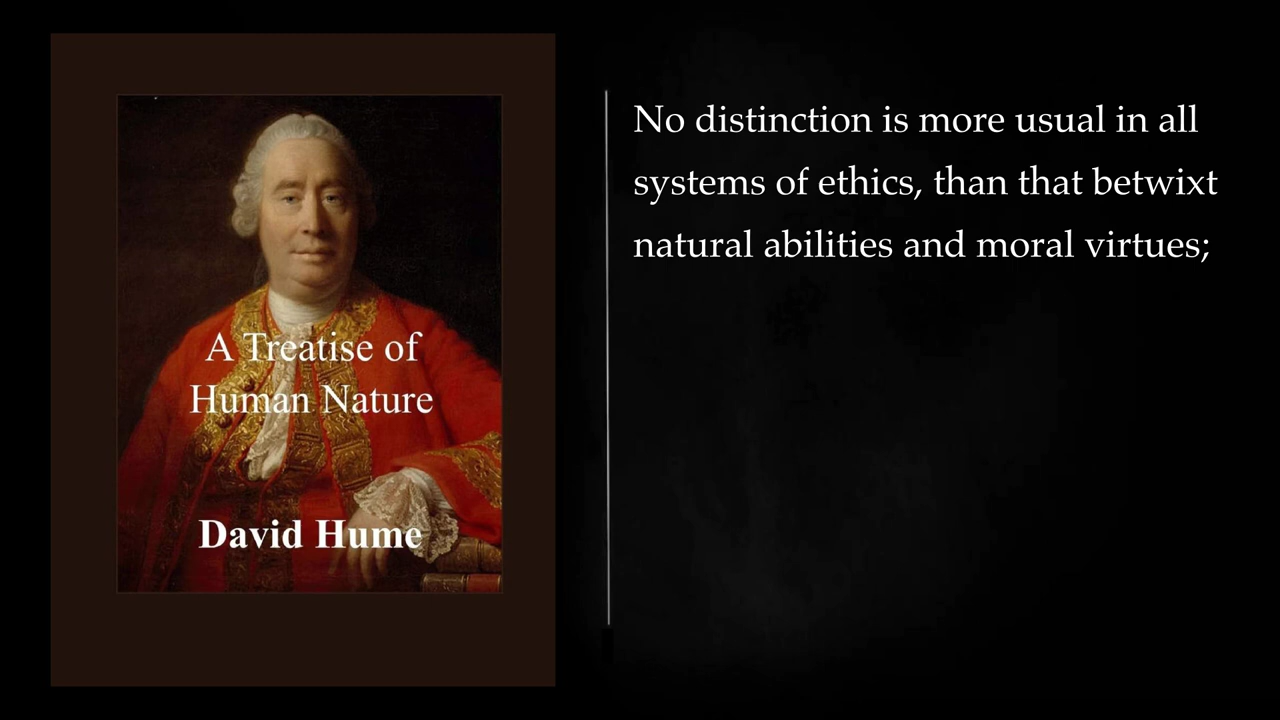 A Treatise of
Human Nature
David Hume
No distinction is more usual in all
systems of ethics, than that betwixt
natural abilities and moral virtues;